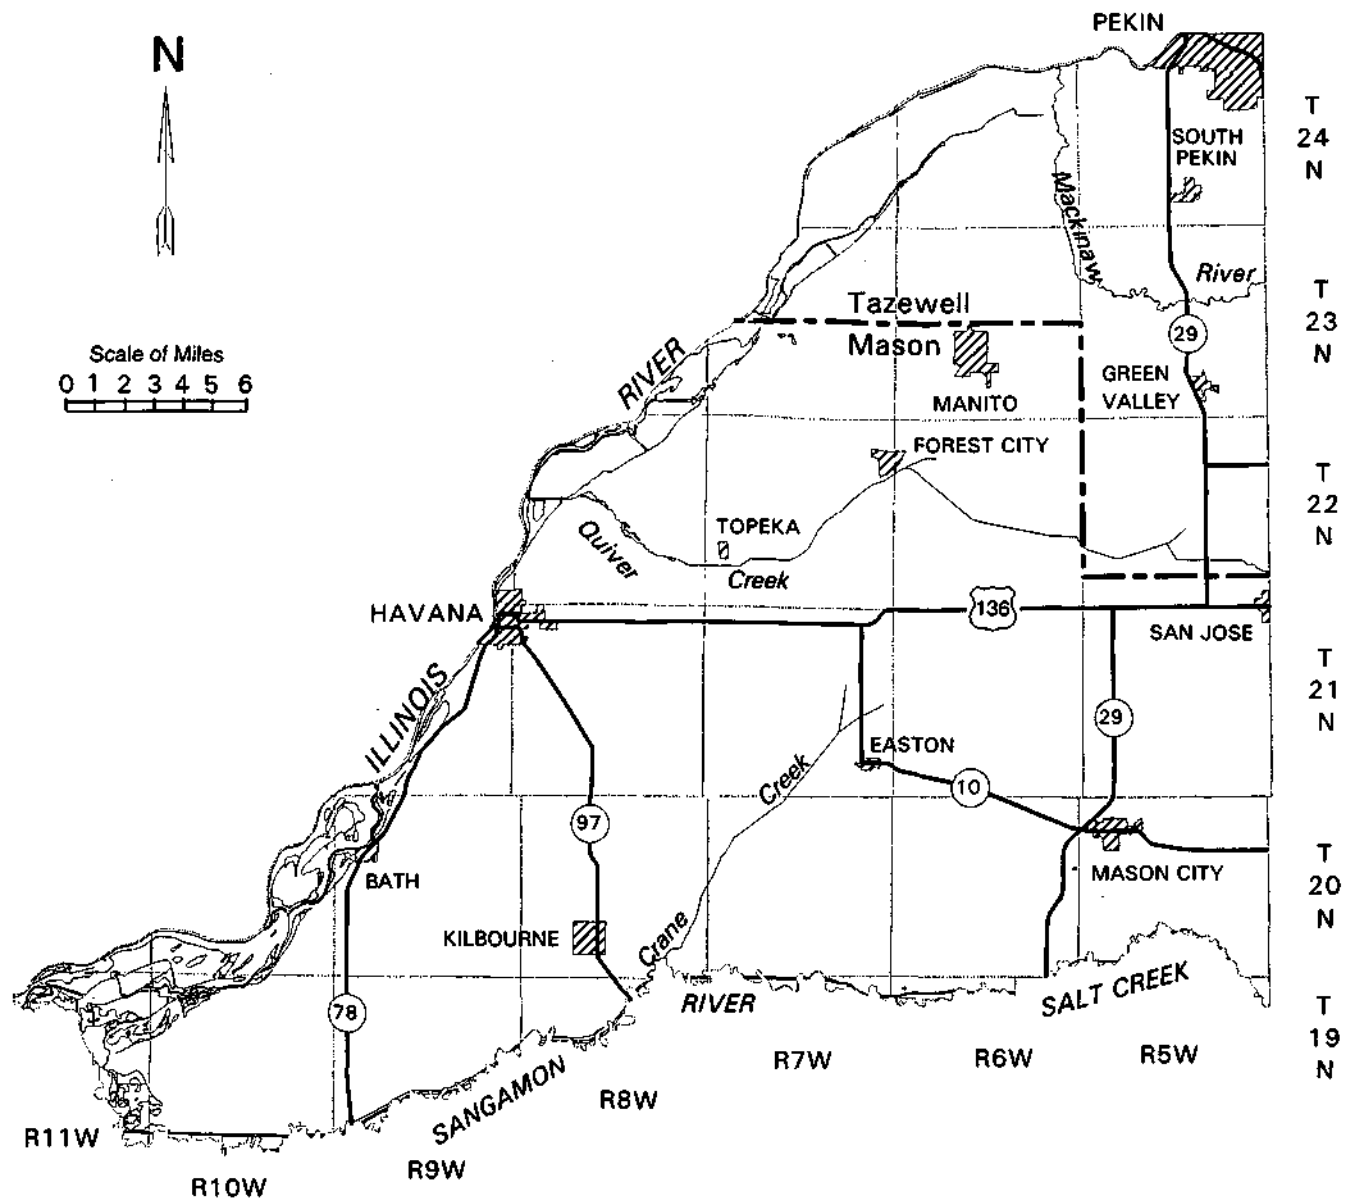 PEKIN
N
T
24
N
SOUTH
PEKIN
Mackinaw
River
T
23
N
Tazewell
Mason
29
Scale of Miles
0 1 2 3 4 5 6
RIVER
GREEN
VALLEY
MANITO
FOREST CITY
T
22
N
TOPEKA
Quiver
Creek
HAVANA
136
SAN JOSE
T
21
N
ILLINOIS
29
EASTON
Creek
10
97
BATH
MASON CITY
T
20
N
KILBOURNE
Crane
RIVER
SALT CREEK
78
T
19
N
R7W
R6W
R5W
SANGAMON
R8W
R11W
R9W
R10W